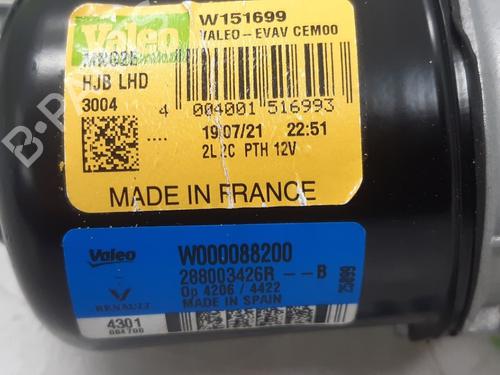 Valeo
W151699
VALEO-EVAV CEM00
HJB LHD
3004
4 004001 516993
19/07/21 22:51
2L2C PTH 12V
MADE IN FRANCE
Valeo
W000088200
288003426R--B
Op 4206 / 4422
MADE IN SPAIN
RENAULT
4301